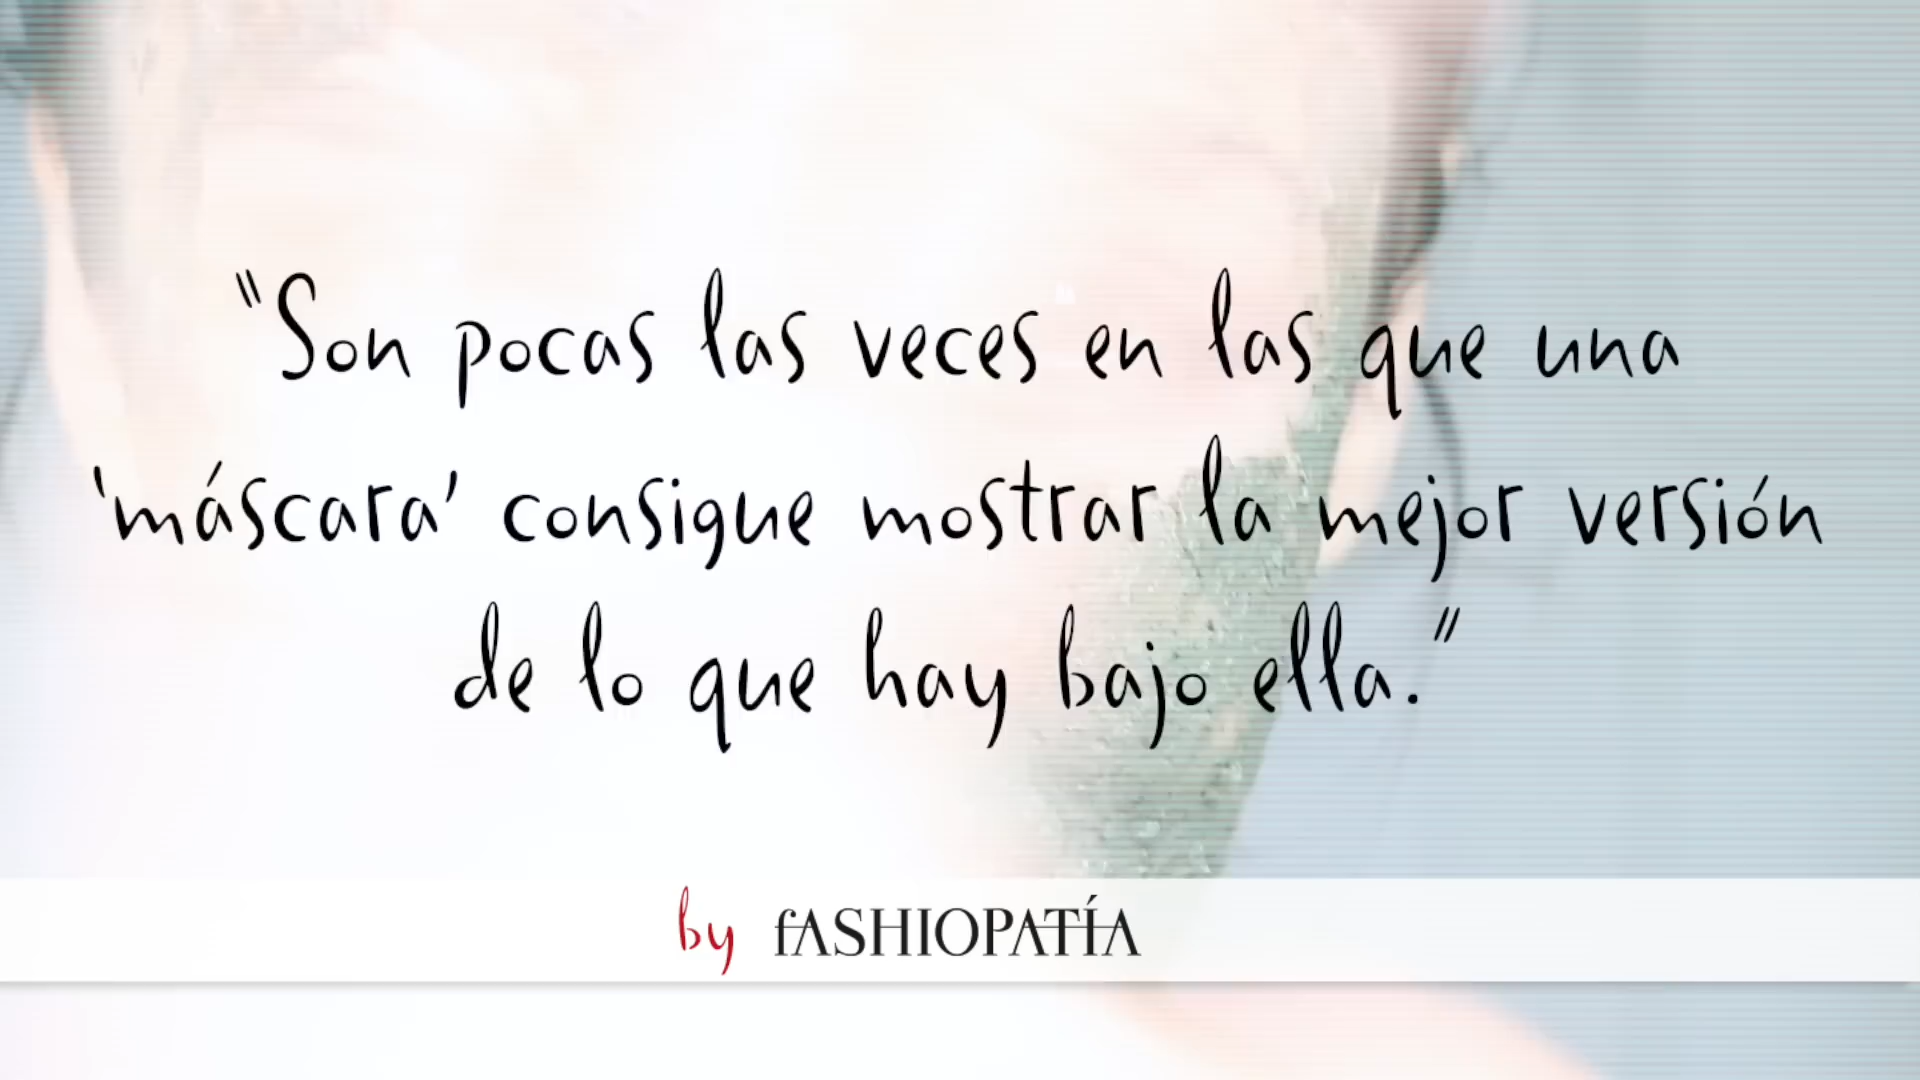 "Son pocas las veces en las que una
'máscara' consigue mostrar la mejor versión
de lo que hay bajo ella."
by fASHIOPATÍA